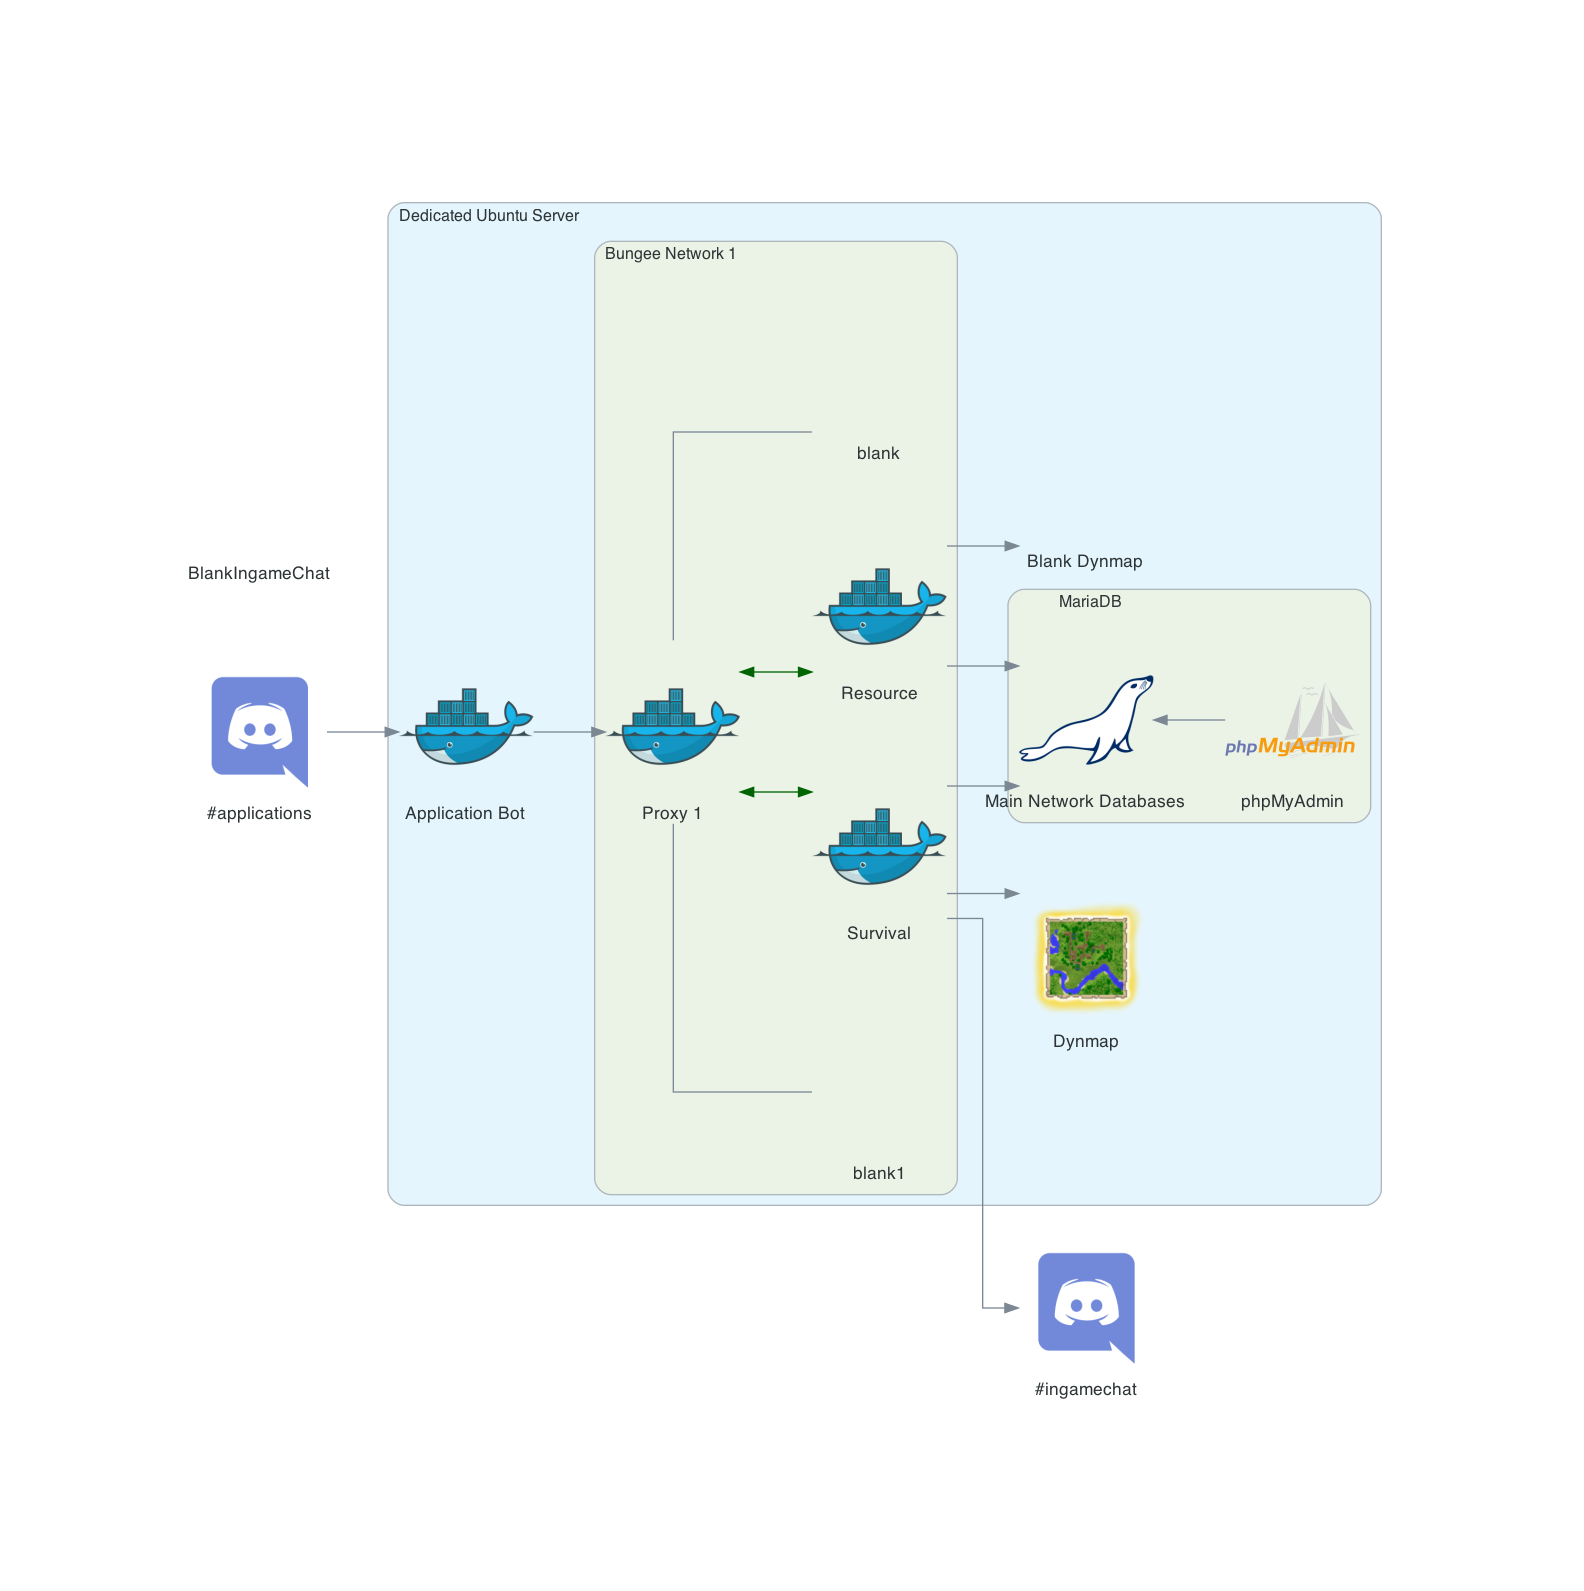 Dedicated Ubuntu Server
Bungee Network 1
blank
Blank Dynmap
BlankIngameChat
MariaDB
Resource
phpMyAdmin
Main Network Databases
phpMyAdmin
#applications
Application Bot
Proxy 1
Survival
Dynmap
blank1
#ingamechat